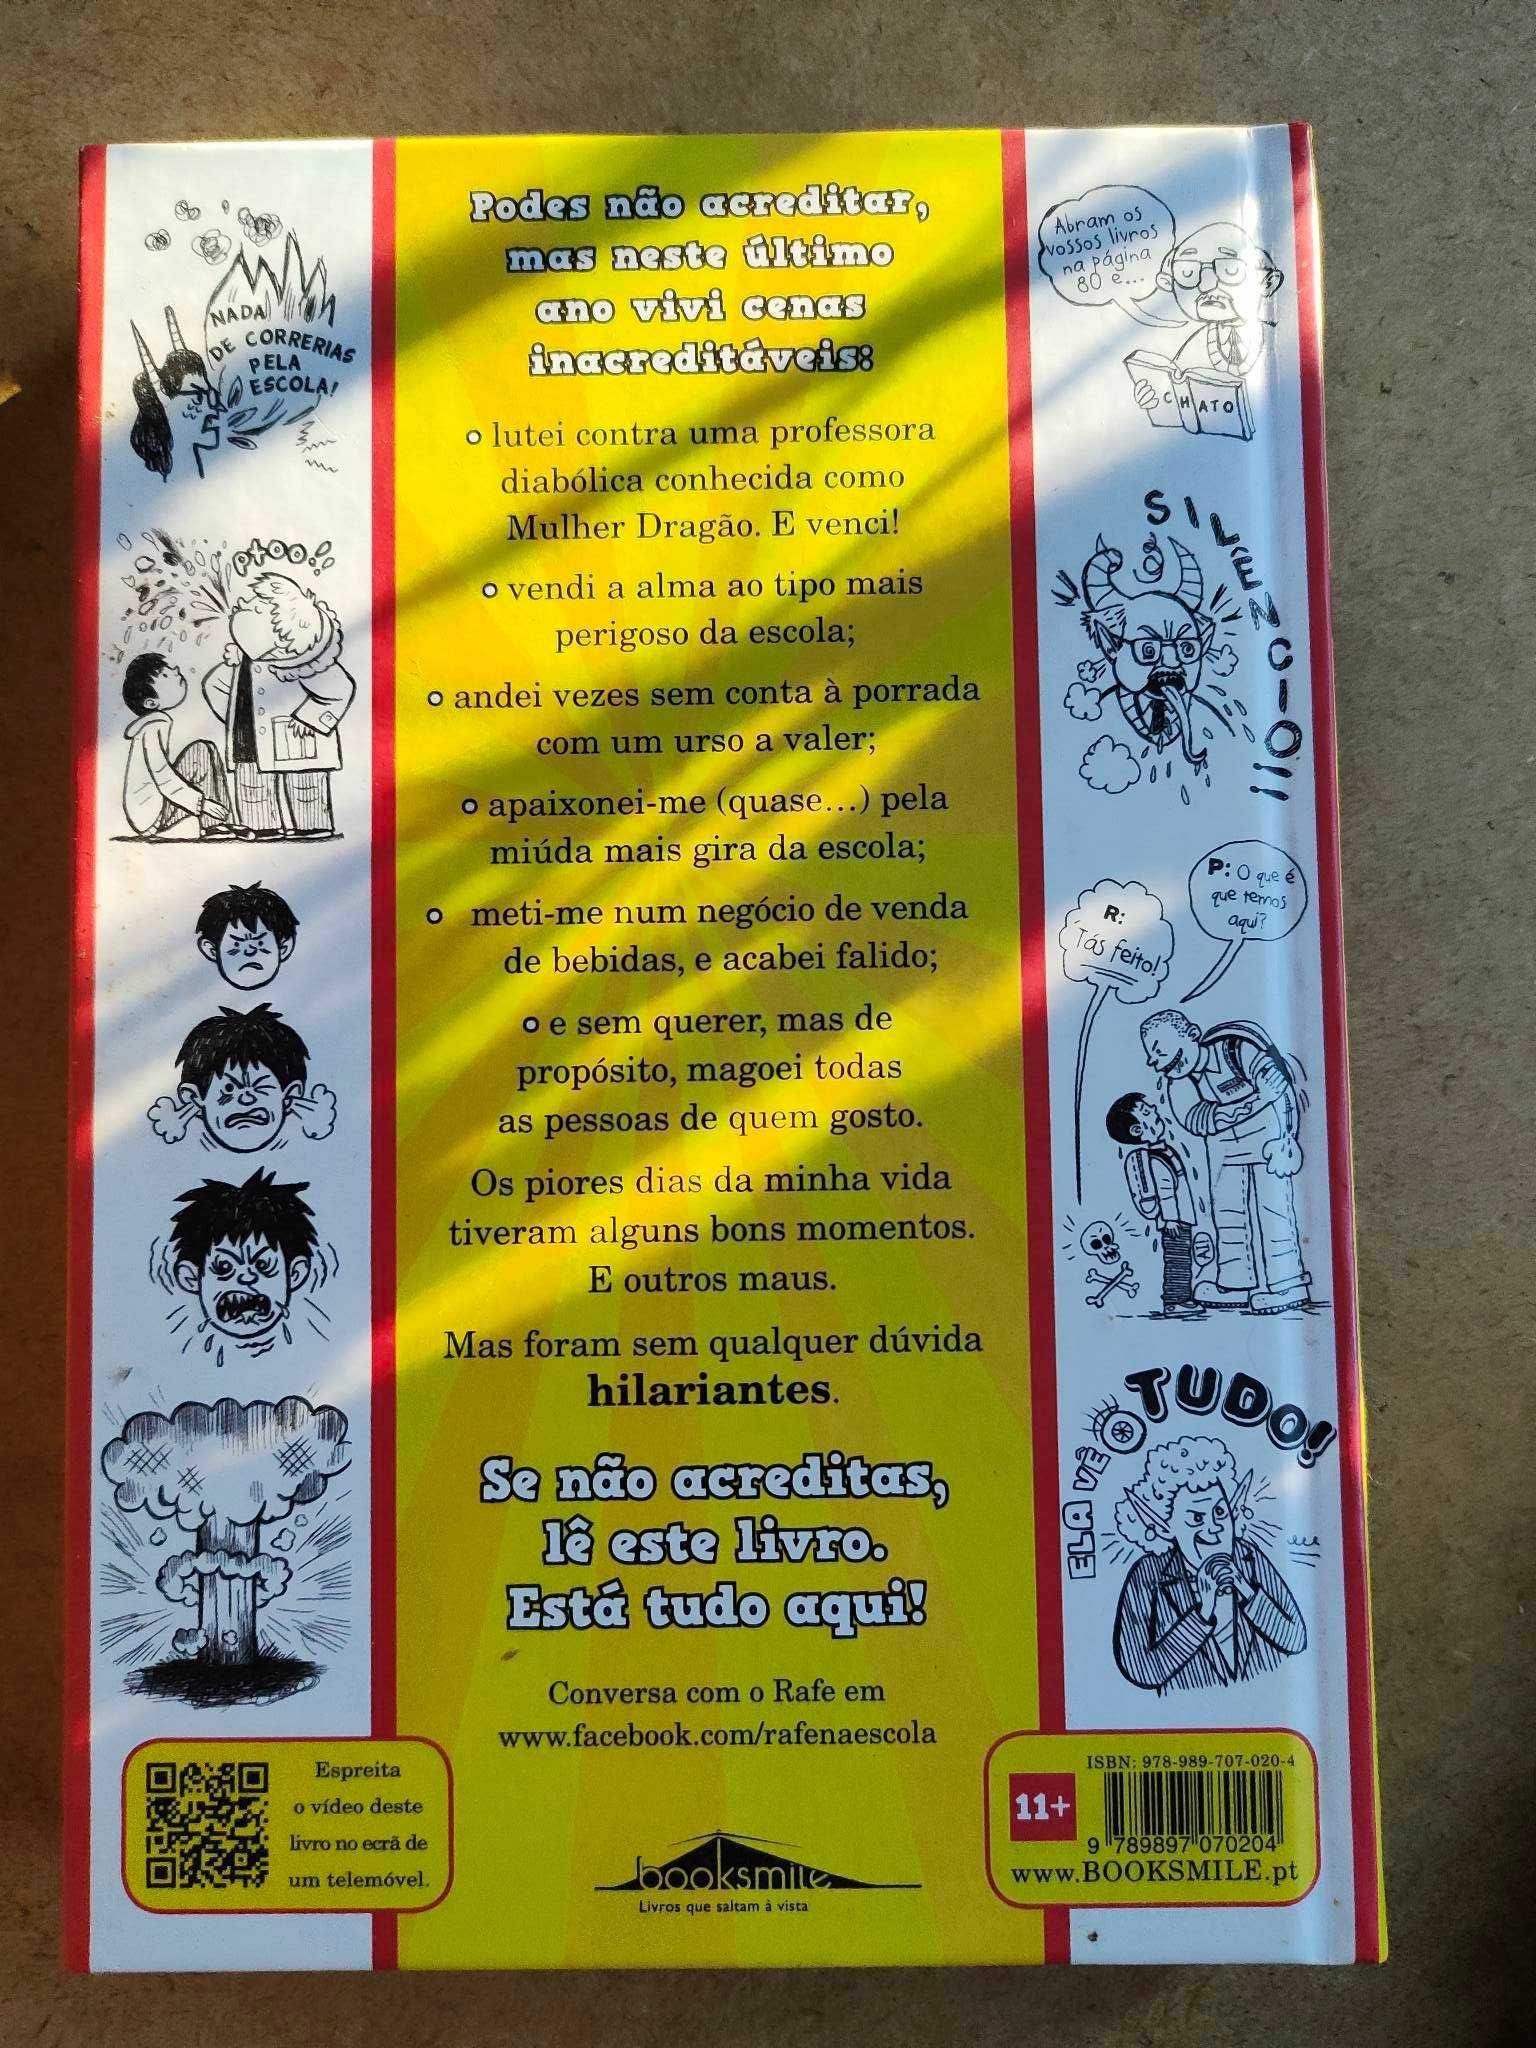 Podes não acreditar,
mas neste último
ano vivi cenas
inacreditáveis:
lutei contra uma professora
diabólica conhecida como
Mulher Dragão. E venci!
vendi a alma ao tipo mais
perigoso da escola;
andei vezes sem conta à porrada
com um urso a valer;
apaixonei-me (quase...) pela
miúda mais gira da escola;
meti-me num negócio de venda
de bebidas, e acabei falido;
e sem querer, mas de
propósito, magoei todas
as pessoas de quem gosto.
Os piores dias da minha vida
tiveram alguns bons momentos.
E outros maus.
Mas foram sem qualquer dúvida
hilariantes.
Se não acreditas,
lê este livro.
Está tudo aqui!
Conversa com o Rafe em
www.facebook.com/rafenaescola
NADA
DE CORRERIAS
PELA
ESCOLA!
PTOO!!
Abram os
vossos livros
na página
80 e...
CHATO
SILÊNCIO!!!
P: O que é
que temos
aqui?
R:
Tás feito!
ELA VÊ TUDO!
Espreita
o vídeo deste
livro no ecrã de
um telemóvel.
booksmile
Livros que saltam à vista
11+
ISBN: 978-989-707-020-4
9 789897 070204
www.BOOKSMILE.pt